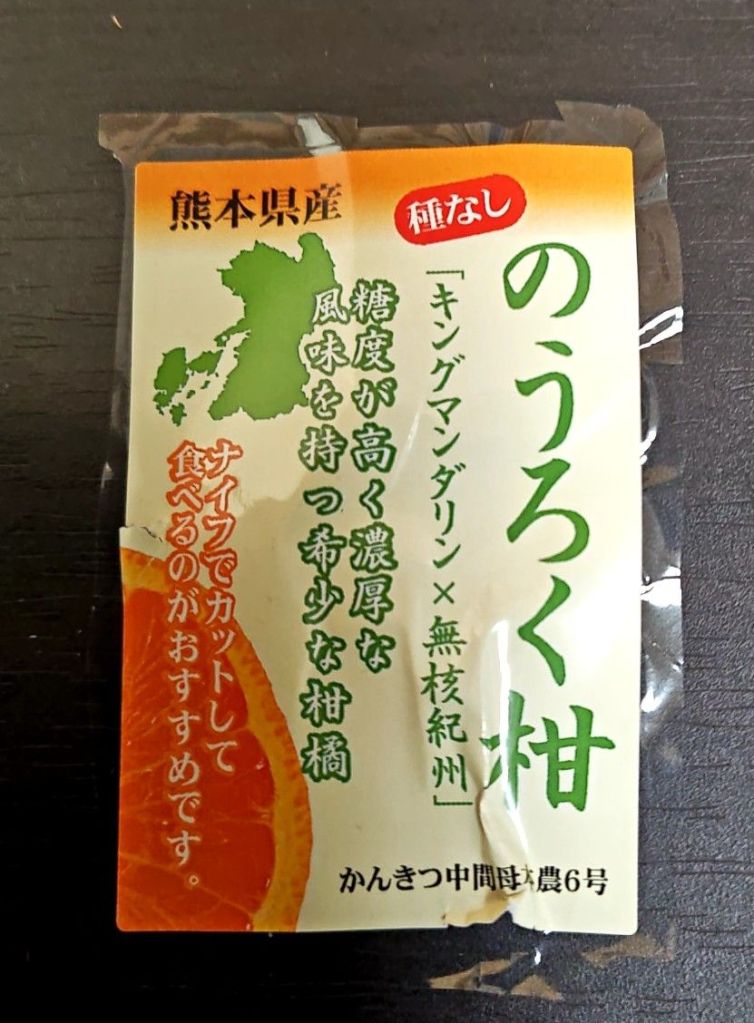 熊本県産
種なし
のうろく柑
「キングマンダリン×無核紀州」
糖度が高く濃厚な
風味を持つ希少な柑橘
ナイフでカットして
食べるのがおすすめです。
かんきつ中間母本農6号